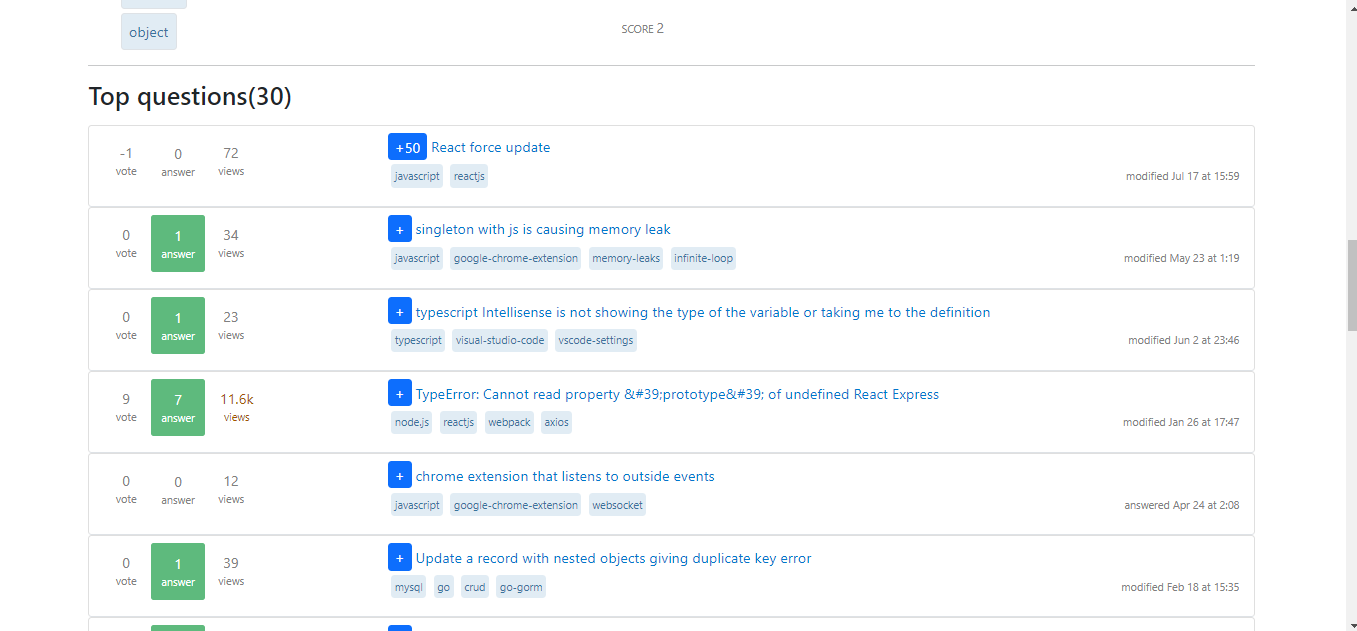 object
SCORE 2
Top questions(30)
-1 0 72 +50 React force update
vote answer views javascript reactjs modified Jul 17 at 15:59
0 1 34 + singleton with js is causing memory leak
vote answer views javascript google-chrome-extension memory-leaks infinite-loop modified May 23 at 1:19
0 1 23 + typescript Intellisense is not showing the type of the variable or taking me to the definition
vote answer views typescript visual-studio-code vscode-settings modified Jun 2 at 23:46
9 7 11.6k + TypeError: Cannot read property &#39;prototype&#39; of undefined React Express
vote answer views node.js reactjs webpack axios modified Jan 26 at 17:47
0 0 12 + chrome extension that listens to outside events
vote answer views javascript google-chrome-extension websocket answered Apr 24 at 2:08
0 1 39 + Update a record with nested objects giving duplicate key error
vote answer views mysql go crud go-gorm modified Feb 18 at 15:35